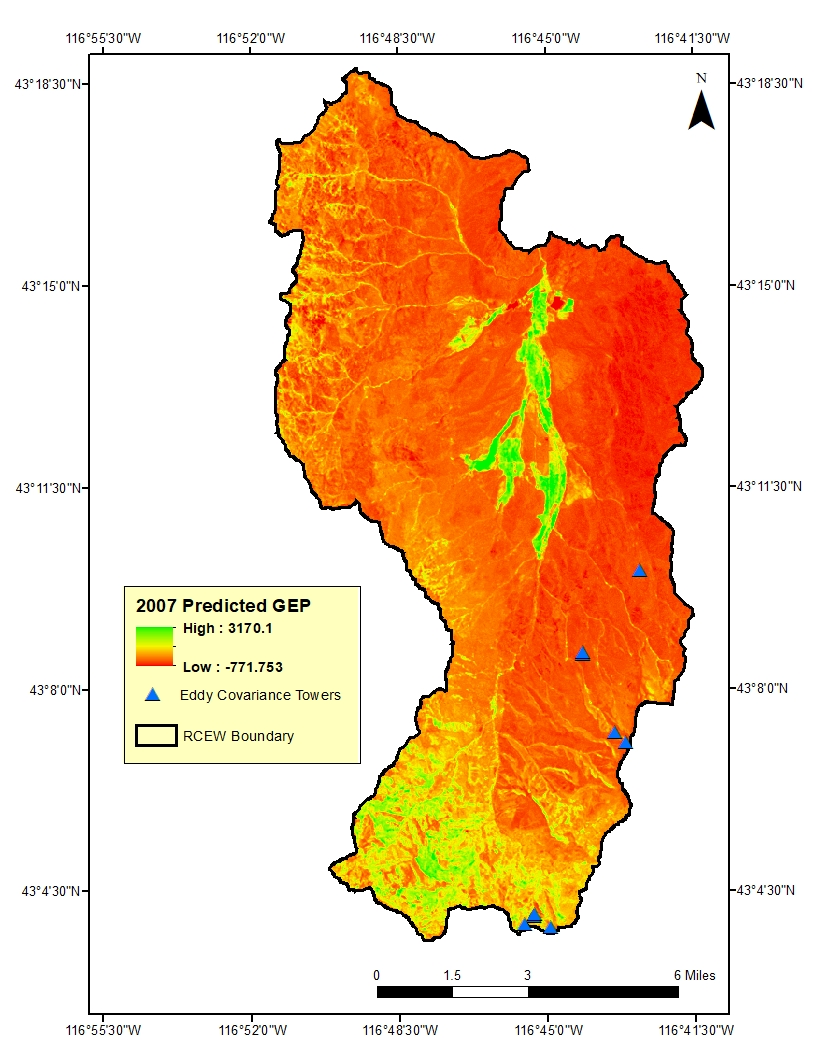 116°55'30"W 116°52'0"W 116°48'30"W 116°45'0"W 116°41'30"W
N
43°18'30"N 43°18'30"N
43°15'0"N 43°15'0"N
43°11'30"N 43°11'30"N
2007 Predicted GEP
High : 3170.1
Low : -771.753
Eddy Covariance Towers
RCEW Boundary
43°8'0"N 43°8'0"N
43°4'30"N 43°4'30"N
0 1.5 3 6 Miles
116°55'30"W 116°52'0"W 116°48'30"W 116°45'0"W 116°41'30"W